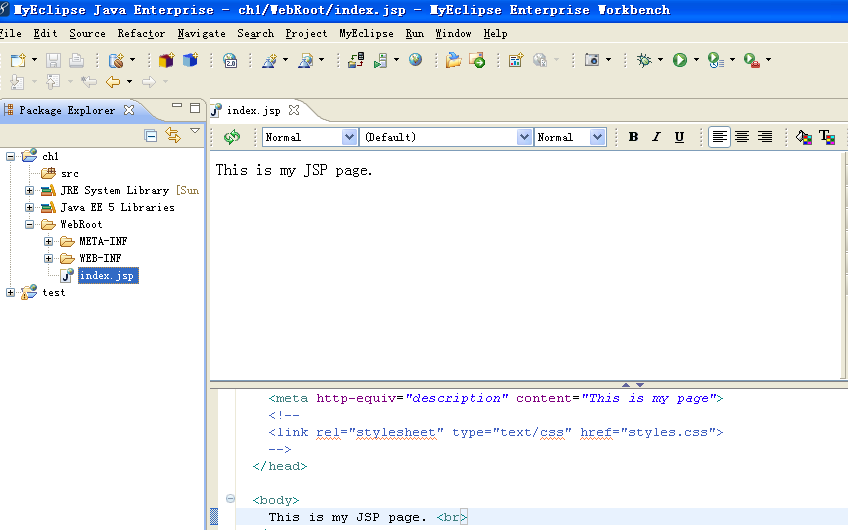 MyEclipse Java Enterprise - ch1/WebRoot/index.jsp - MyEclipse Enterprise Workbench
File Edit Source Refactor Navigate Search Project MyEclipse Run Window Help
2.0
Package Explorer
index.jsp
Normal (Default) Normal B I U
T
This is my JSP page.
ch1
src
JRE System Library [Sun
Java EE 5 Libraries
WebRoot
META-INF
WEB-INF
index.jsp
test
<meta http-equiv="description" content="This is my page">
<!--
<link rel="stylesheet" type="text/css" href="styles.css">
-->
</head>
<body>
This is my JSP page. <br>